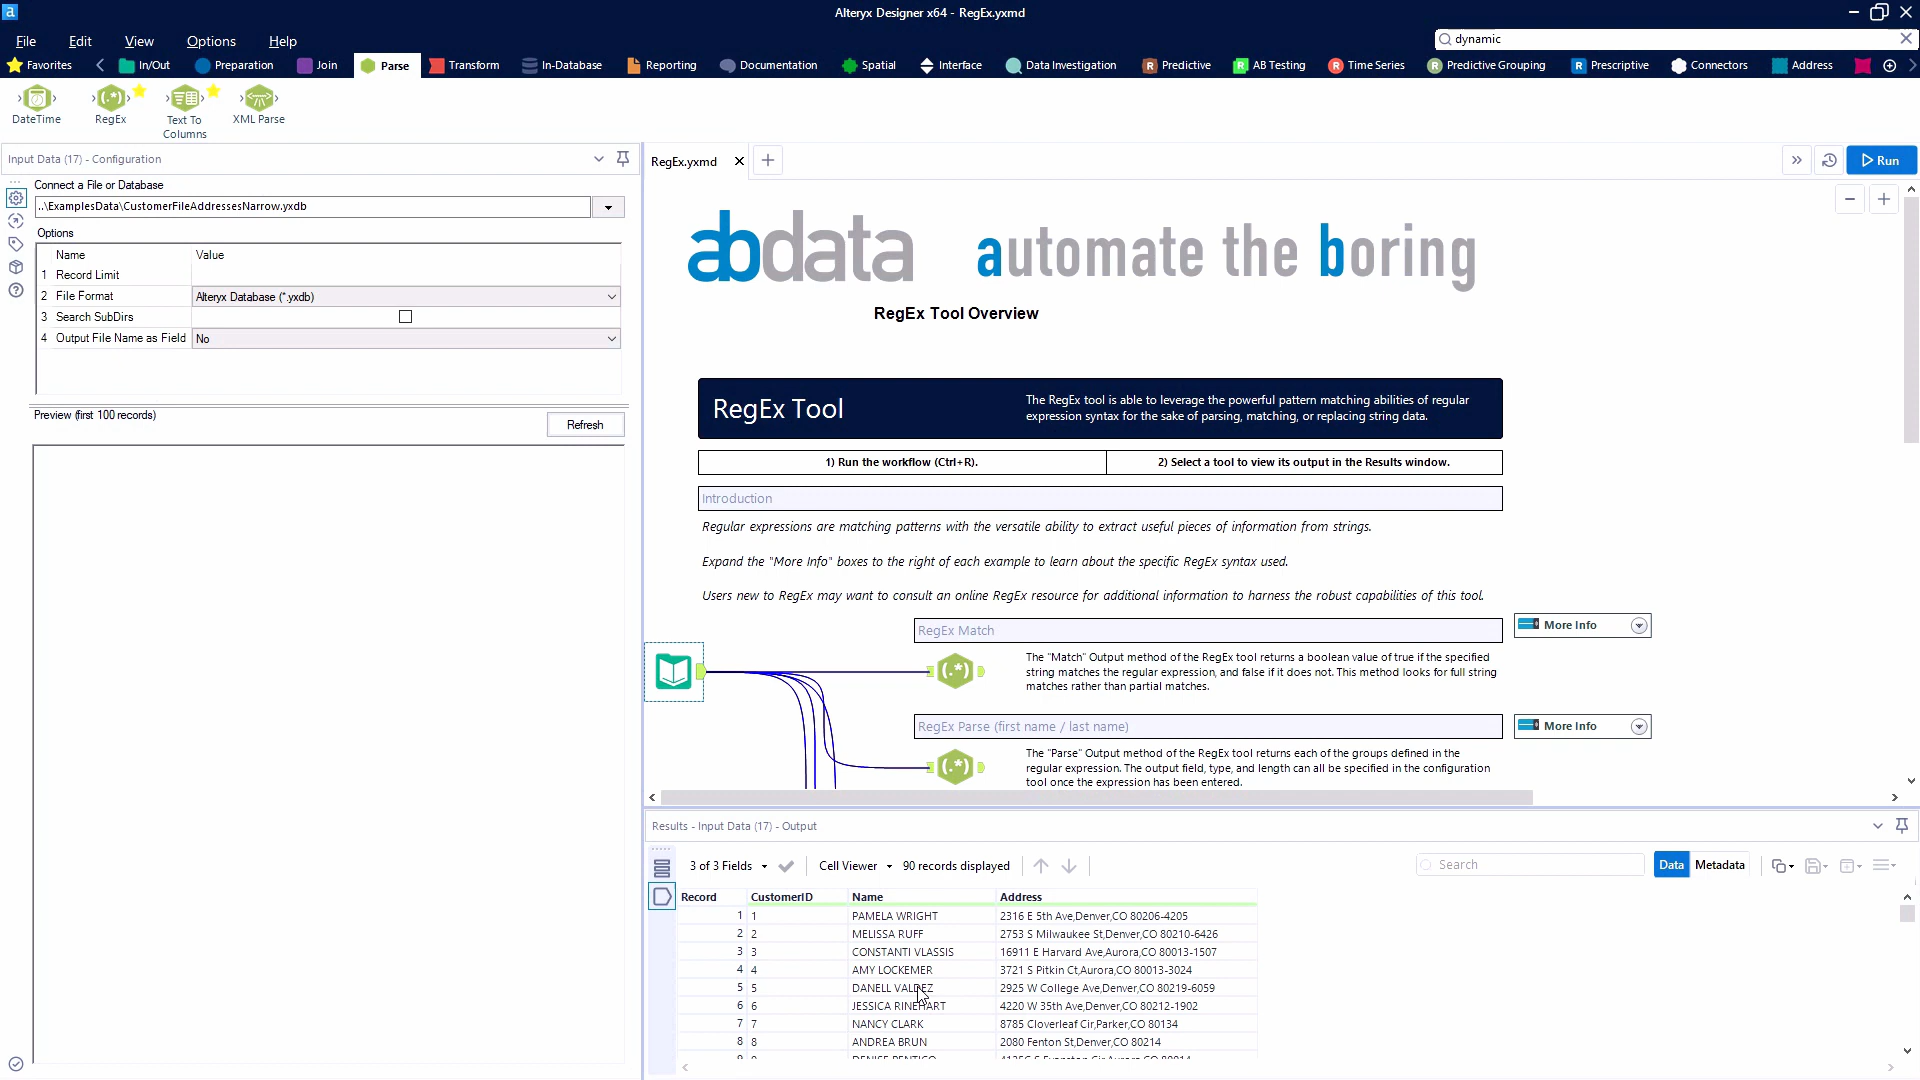 Alteryx Designer x64 - RegEx.yxmd
File Edit View Options Help
dynamic
Favorites In/Out Preparation Join Parse Transform In-Database Reporting Documentation Spatial Interface Data Investigation Predictive AB Testing Time Series Predictive Grouping Prescriptive Connectors Address
DateTime RegEx Text To Columns XML Parse
Input Data (17) - Configuration
Connect a File or Database
..\ExamplesData\CustomerFileAddressesNarrow.yxdb
Options
Name Value
1 Record Limit
2 File Format Alteryx Database (*.yxdb)
3 Search SubDirs
4 Output File Name as Field No
Preview (first 100 records)
Refresh
RegEx.yxmd
Run
abdata automate the boring
RegEx Tool Overview
RegEx Tool
The RegEx tool is able to leverage the powerful pattern matching abilities of regular
expression syntax for the sake of parsing, matching, or replacing string data.
1) Run the workflow (Ctrl+R). 2) Select a tool to view its output in the Results window.
Introduction
Regular expressions are matching patterns with the versatile ability to extract useful pieces of information from strings.
Expand the "More Info" boxes to the right of each example to learn about the specific RegEx syntax used.
Users new to RegEx may want to consult an online RegEx resource for additional information to harness the robust capabilities of this tool.
RegEx Match
More Info
(.*)
The "Match" Output method of the RegEx tool returns a boolean value of true if the specified
string matches the regular expression, and false if it does not. This method looks for full string
matches rather than partial matches.
RegEx Parse (first name / last name)
More Info
(.*)
The "Parse" Output method of the RegEx tool returns each of the groups defined in the
regular expression. The output field, type, and length can all be specified in the configuration
tool once the expression has been entered.
Results - Input Data (17) - Output
3 of 3 Fields Cell Viewer 90 records displayed Search Data Metadata
Record CustomerID Name Address
1 1 PAMELA WRIGHT 2316 E 5th Ave,Denver,CO 80206-4205
2 2 MELISSA RUFF 2753 S Milwaukee St,Denver,CO 80210-6426
3 3 CONSTANTI VLASSIS 16911 E Harvard Ave,Aurora,CO 80013-1507
4 4 AMY LOCKEMER 3721 S Pitkin Ct,Aurora,CO 80013-3024
5 5 DANELL VALDEZ 2925 W College Ave,Denver,CO 80219-6059
6 6 JESSICA RINEHART 4220 W 35th Ave,Denver,CO 80212-1902
7 7 NANCY CLARK 8785 Cloverleaf Cir,Parker,CO 80134
8 8 ANDREA BRUN 2080 Fenton St,Denver,CO 80214